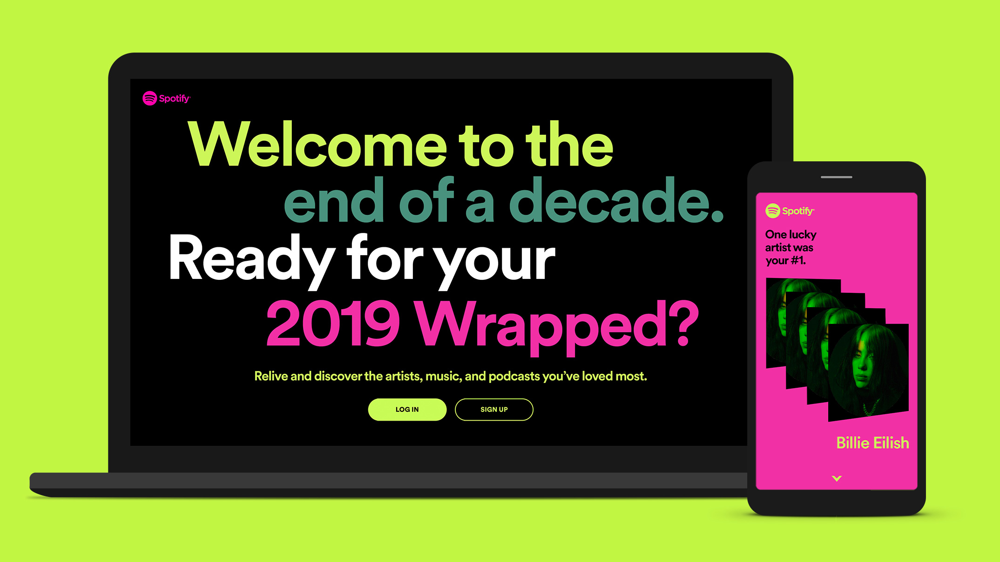 Spotify
Welcome to the
end of a decade.
Ready for your
2019 Wrapped?
Relive and discover the artists, music, and podcasts you’ve loved most.
LOG IN
SIGN UP
Spotify
One lucky
artist was
your #1.
Billie Eilish